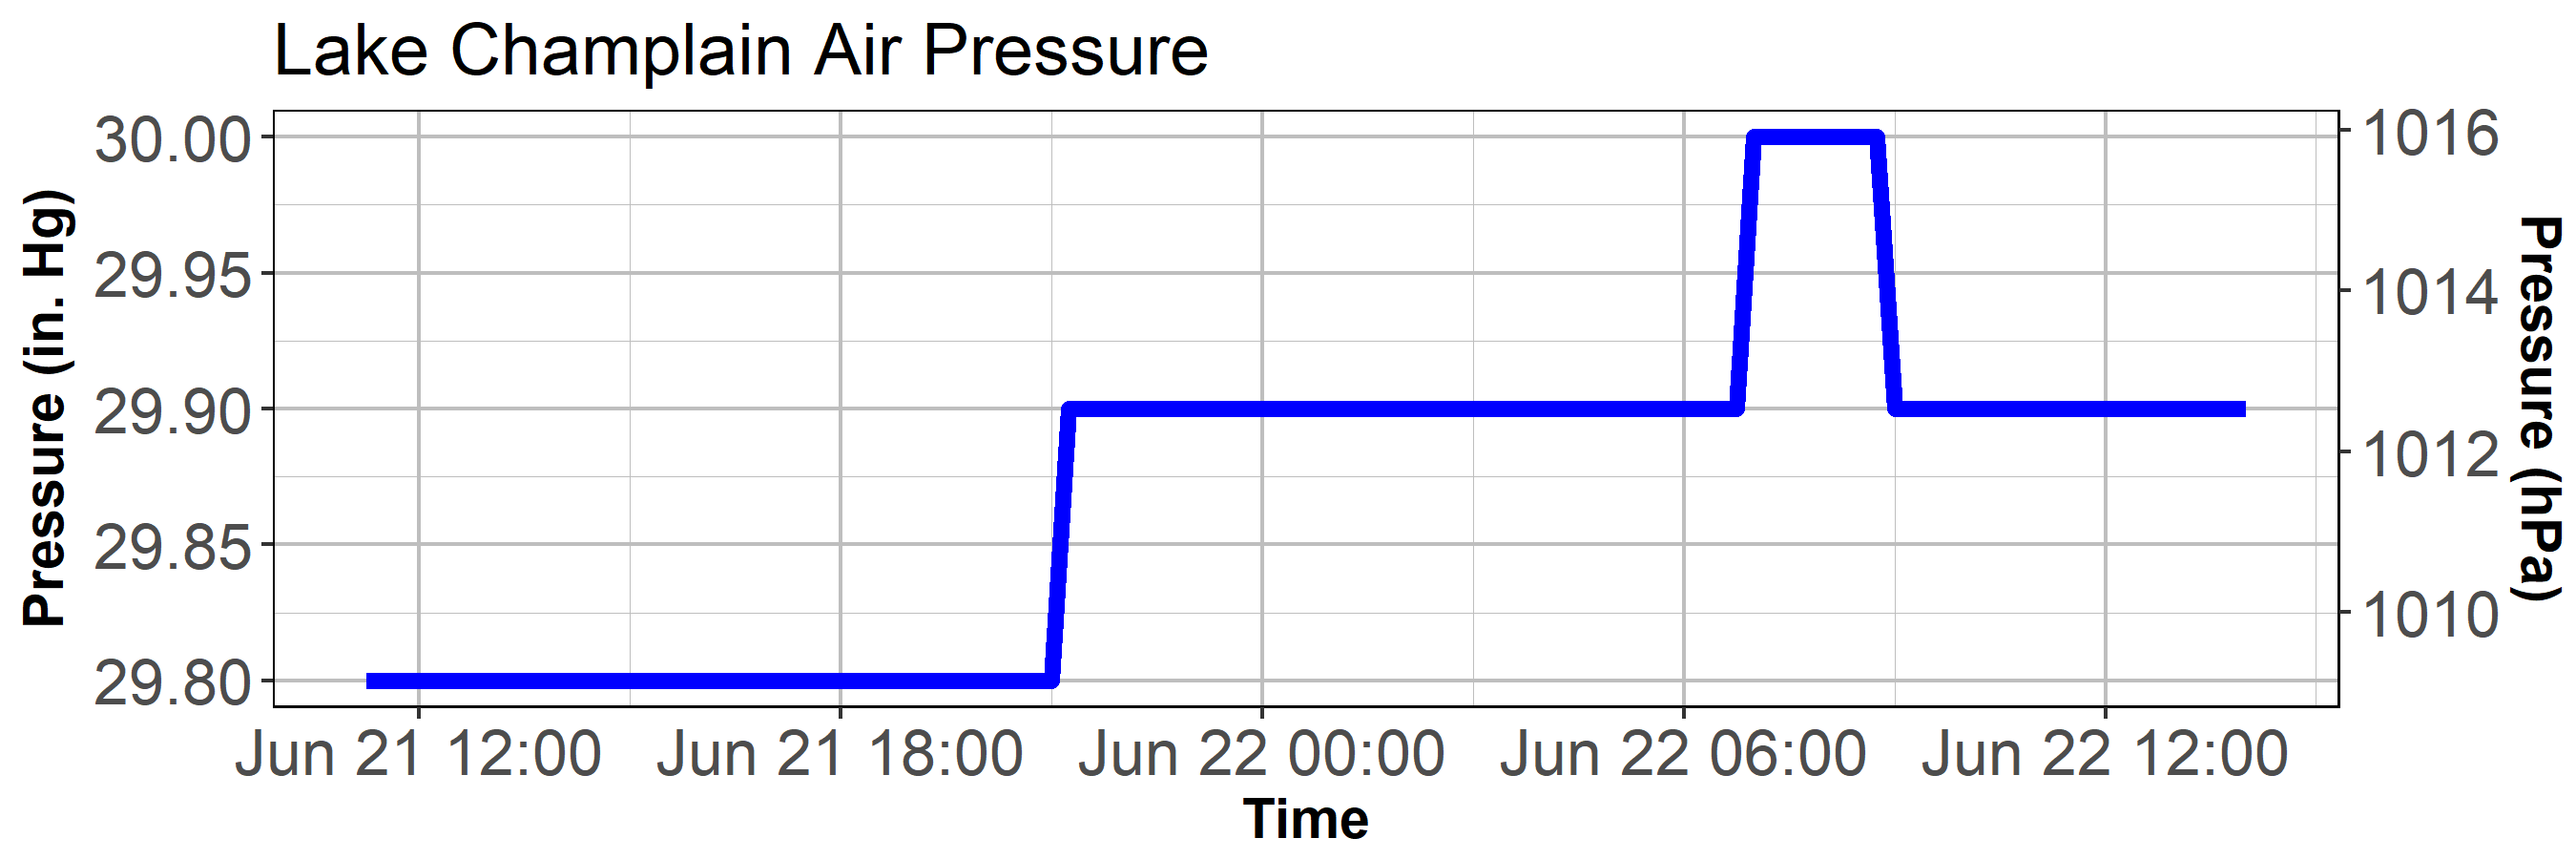 Lake Champlain Air Pressure
30.00
29.95
29.90
29.85
29.80
Pressure (in. Hg)
1016
1014
1012
1010
Pressure (hPa)
Jun 21 12:00
Jun 21 18:00
Jun 22 00:00
Jun 22 06:00
Jun 22 12:00
Time